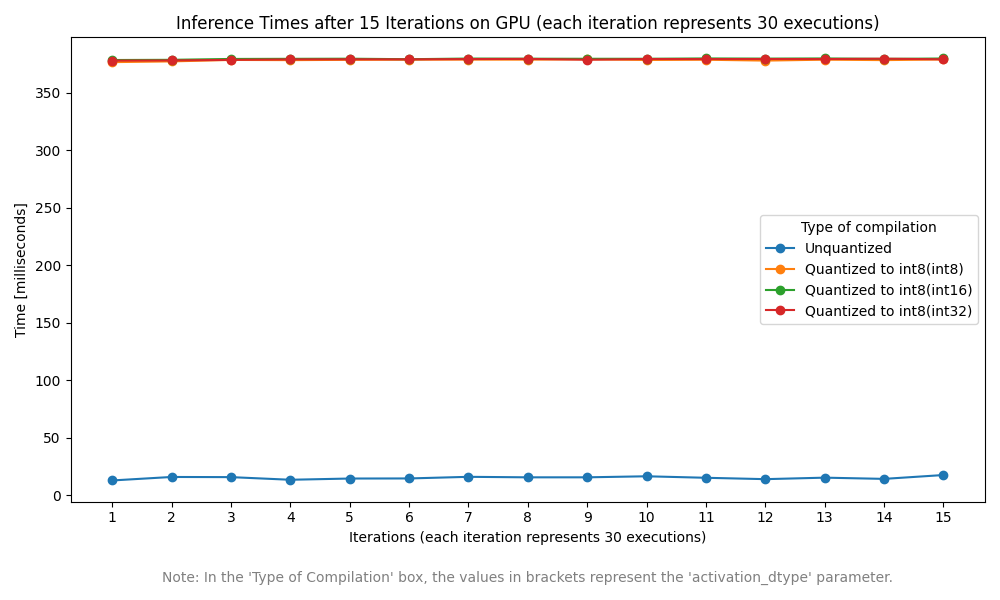 Inference Times after 15 Iterations on GPU (each iteration represents 30 executions)
Time [milliseconds]
350
300
250
200
150
100
50
0
Type of compilation
Unquantized
Quantized to int8(int8)
Quantized to int8(int16)
Quantized to int8(int32)
1 2 3 4 5 6 7 8 9 10 11 12 13 14 15
Iterations (each iteration represents 30 executions)
Note: In the 'Type of Compilation' box, the values in brackets represent the 'activation_dtype' parameter.